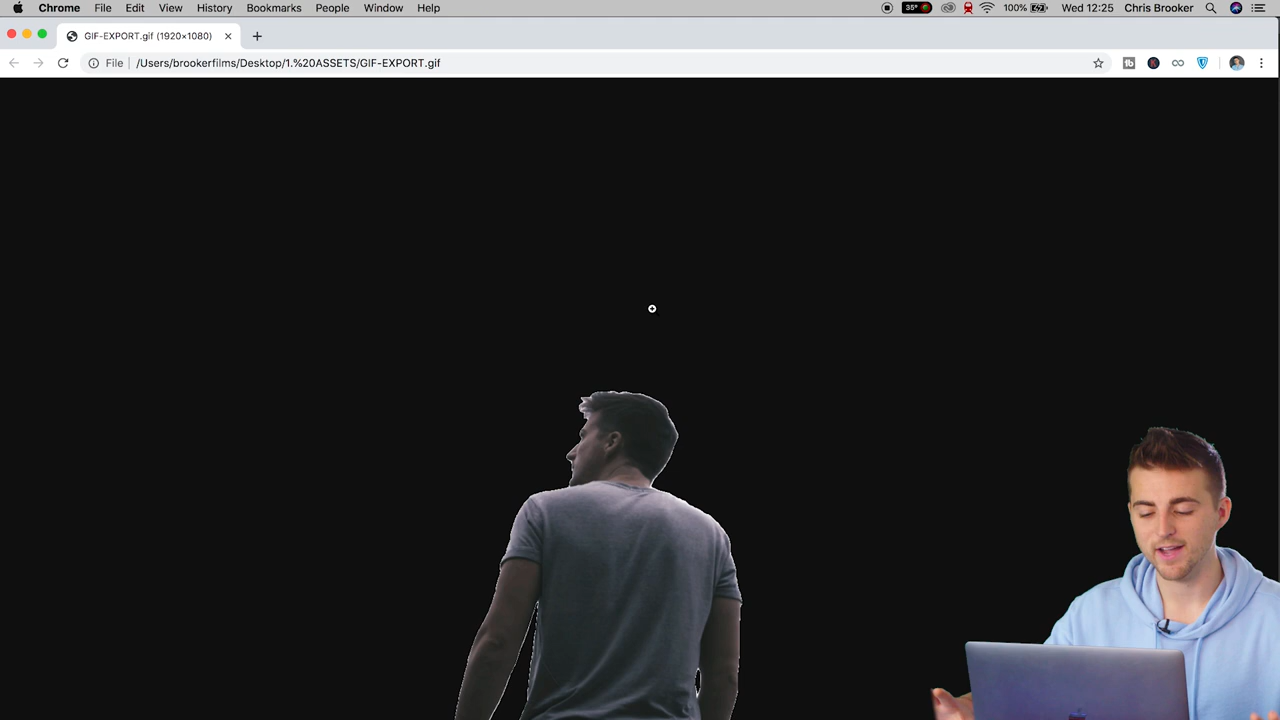 Chrome File Edit View History Bookmarks People Window Help 35° 100% Wed 12:25 Chris Brooker
GIF-EXPORT.gif (1920×1080)
File /Users/brookerfilms/Desktop/1.%20ASSETS/GIF-EXPORT.gif